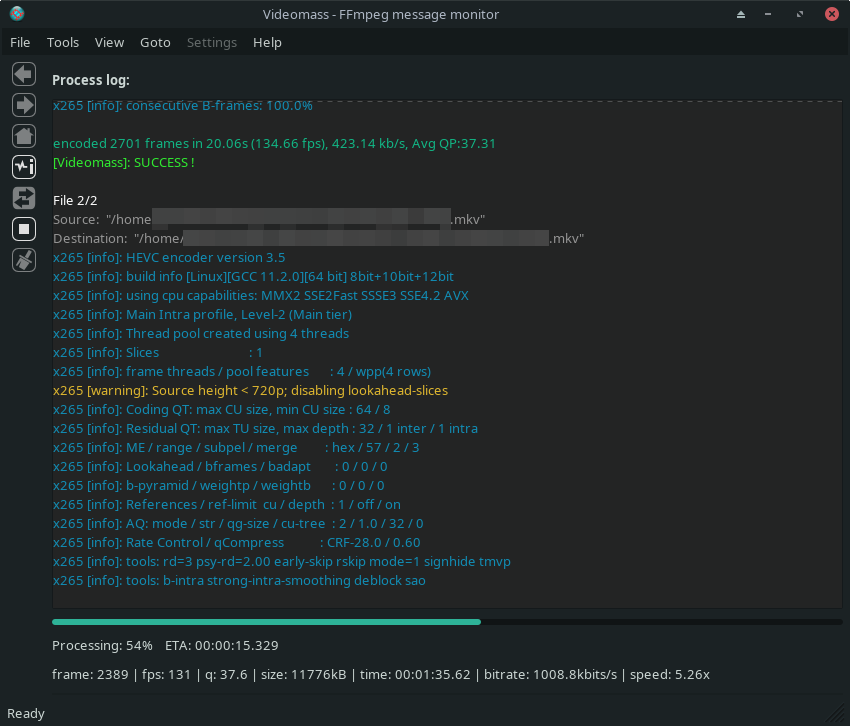 Videomass - FFmpeg message monitor
File Tools View Goto Settings Help
Process log:
x265 [info]: consecutive B-frames: 100.0%
encoded 2701 frames in 20.06s (134.66 fps), 423.14 kb/s, Avg QP:37.31
[Videomass]: SUCCESS !
File 2/2
Source: "/home .mkv"
Destination: "/home/ .mkv"
x265 [info]: HEVC encoder version 3.5
x265 [info]: build info [Linux][GCC 11.2.0][64 bit] 8bit+10bit+12bit
x265 [info]: using cpu capabilities: MMX2 SSE2Fast SSSE3 SSE4.2 AVX
x265 [info]: Main Intra profile, Level-2 (Main tier)
x265 [info]: Thread pool created using 4 threads
x265 [info]: Slices : 1
x265 [info]: frame threads / pool features : 4 / wpp(4 rows)
x265 [warning]: Source height < 720p; disabling lookahead-slices
x265 [info]: Coding QT: max CU size, min CU size : 64 / 8
x265 [info]: Residual QT: max TU size, max depth : 32 / 1 inter / 1 intra
x265 [info]: ME / range / subpel / merge : hex / 57 / 2 / 3
x265 [info]: Lookahead / bframes / badapt : 0 / 0 / 0
x265 [info]: b-pyramid / weightp / weightb : 0 / 0 / 0
x265 [info]: References / ref-limit cu / depth : 1 / off / on
x265 [info]: AQ: mode / str / qg-size / cu-tree : 2 / 1.0 / 32 / 0
x265 [info]: Rate Control / qCompress : CRF-28.0 / 0.60
x265 [info]: tools: rd=3 psy-rd=2.00 early-skip rskip mode=1 signhide tmvp
x265 [info]: tools: b-intra strong-intra-smoothing deblock sao
Processing: 54% ETA: 00:00:15.329
frame: 2389 | fps: 131 | q: 37.6 | size: 11776kB | time: 00:01:35.62 | bitrate: 1008.8kbits/s | speed: 5.26x
Ready